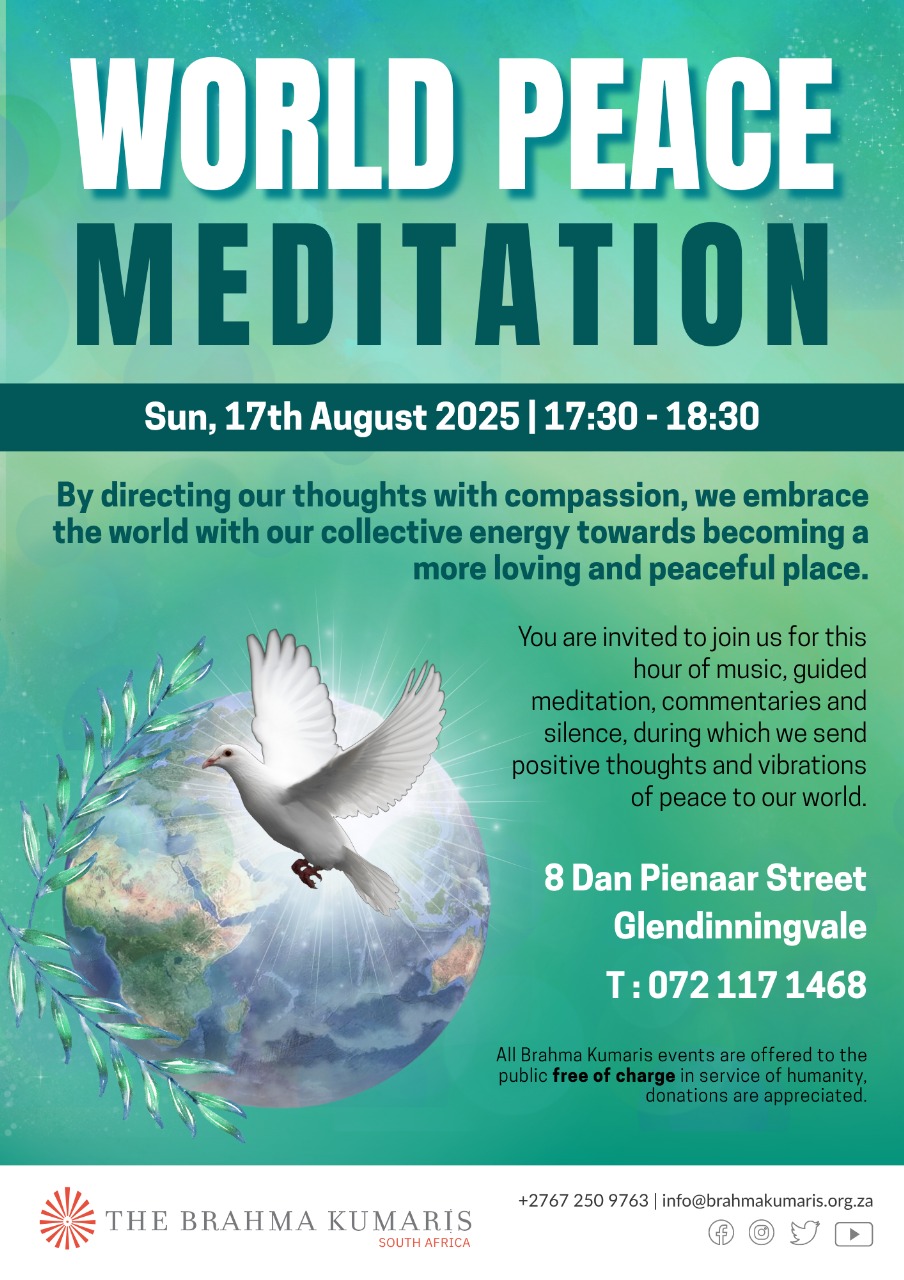 WORLD PEACE
MEDITATION
Sun, 17th August 2025 | 17:30 - 18:30
By directing our thoughts with compassion, we embrace
the world with our collective energy towards becoming a
more loving and peaceful place.
You are invited to join us for this
hour of music, guided
meditation, commentaries and
silence, during which we send
positive thoughts and vibrations
of peace to our world.
8 Dan Pienaar Street
Glendinningvale
T : 072 117 1468
All Brahma Kumaris events are offered to the
public free of charge in service of humanity,
donations are appreciated.
THE BRAHMA KUMARIS
SOUTH AFRICA
+2767 250 9763 | info@brahmakumaris.org.za